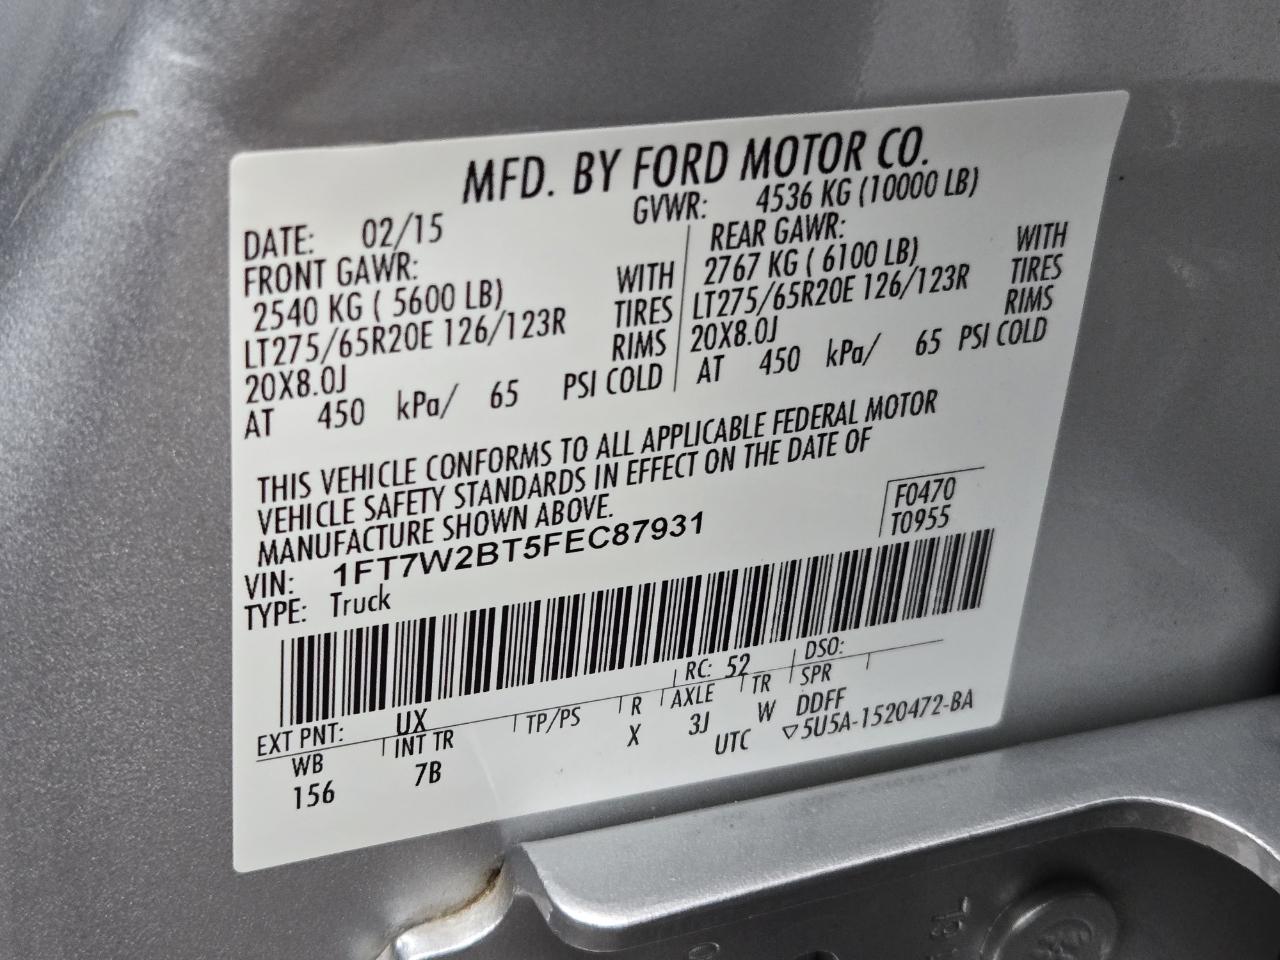 MFD. BY FORD MOTOR CO.
DATE: 02/15 GVWR: 4536 KG (10000 LB)
FRONT GAWR: REAR GAWR:
2540 KG ( 5600 LB) WITH 2767 KG ( 6100 LB) WITH
LT275/65R20E 126/123R TIRES LT275/65R20E 126/123R TIRES
20X8.0J RIMS 20X8.0J RIMS
AT 450 kPa/ 65 PSI COLD AT 450 kPa/ 65 PSI COLD
THIS VEHICLE CONFORMS TO ALL APPLICABLE FEDERAL MOTOR
VEHICLE SAFETY STANDARDS IN EFFECT ON THE DATE OF
MANUFACTURE SHOWN ABOVE.
F0470
VIN: 1FT7W2BT5FEC87931 T0955
TYPE: Truck
EXT PNT: UX RC: 52 DSO:
WB INT TR TP/PS R AXLE TR SPR
156 7B X 3J W DDFF
UTC ▽5U5A-1520472-BA